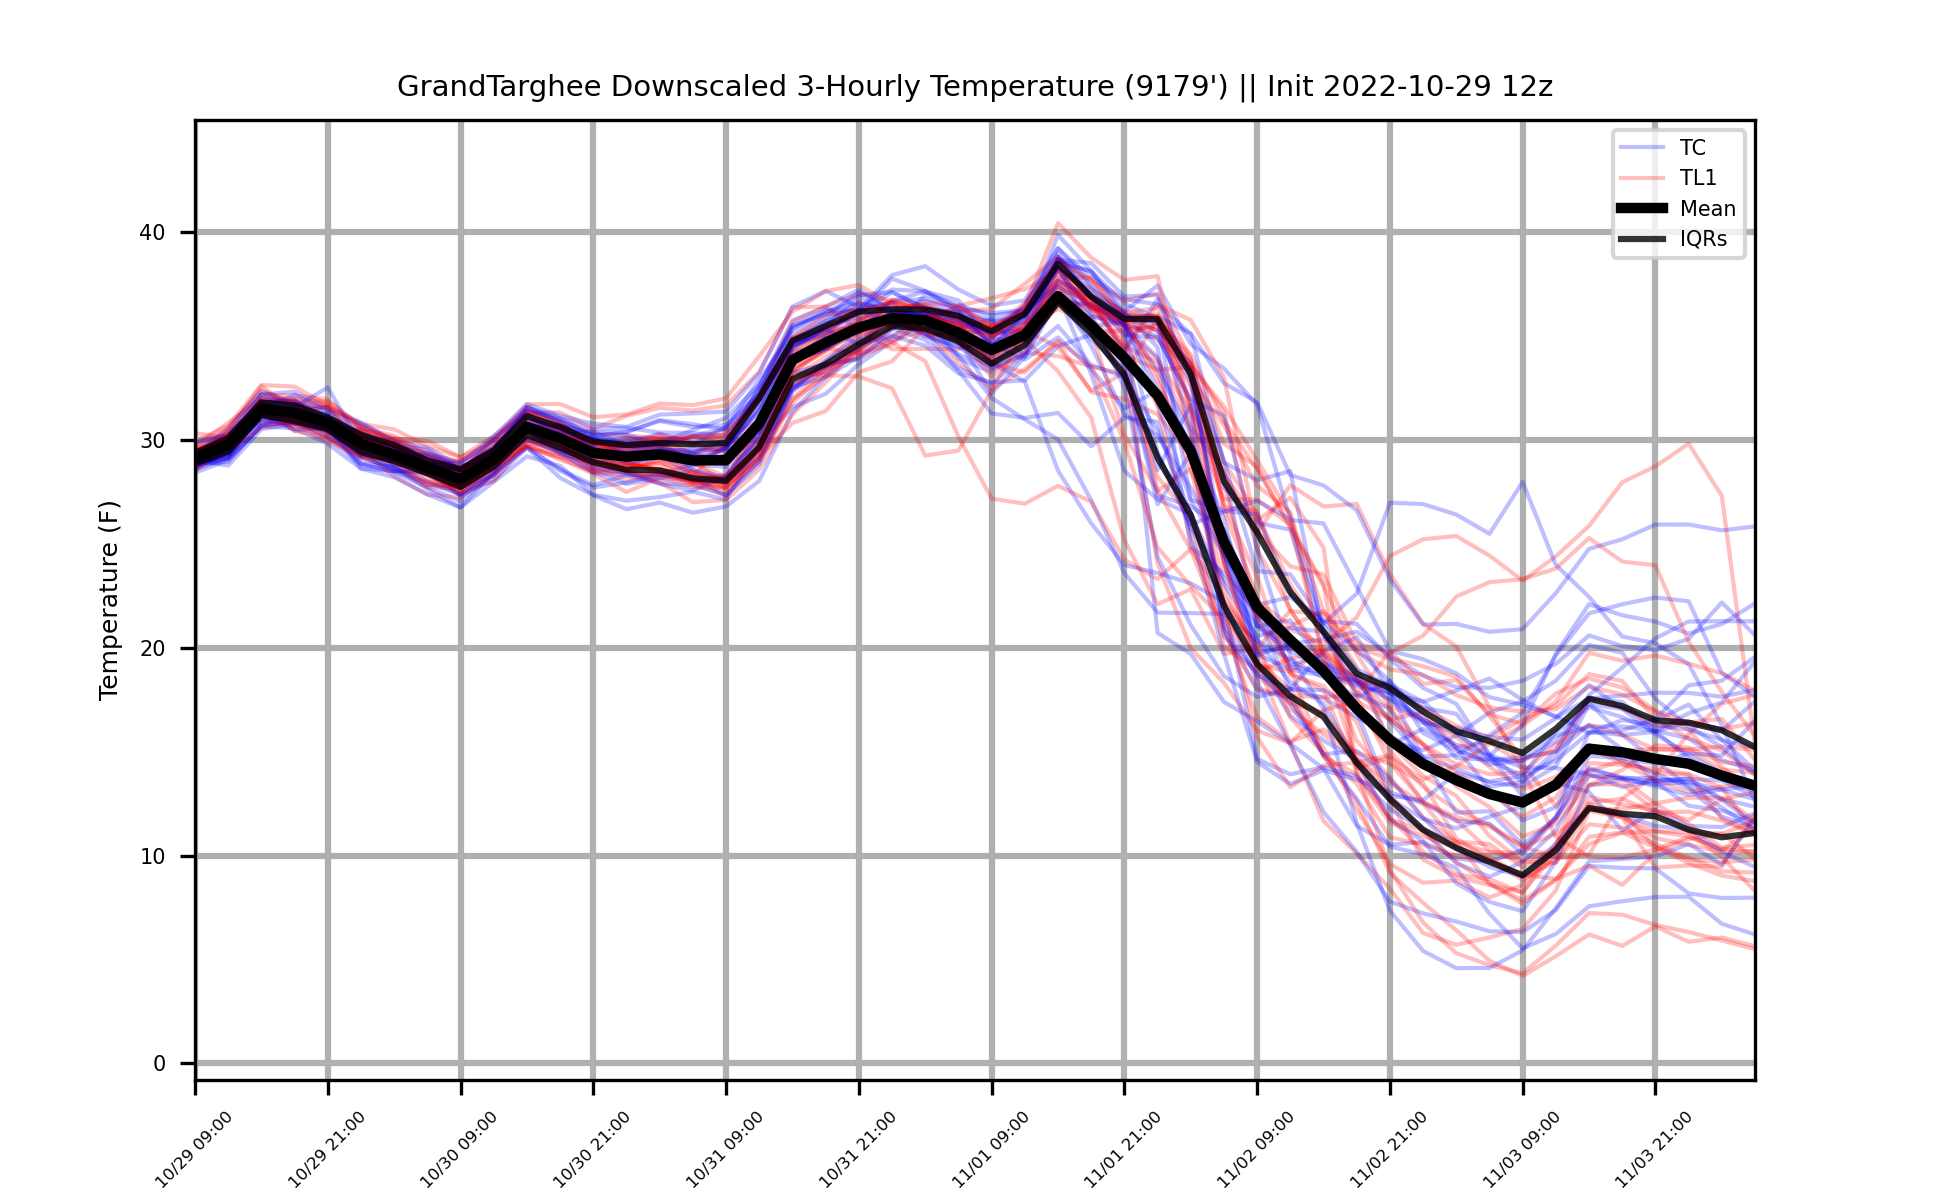 GrandTarghee Downscaled 3-Hourly Temperature (9179') || Init 2022-10-29 12z
TC
TL1
Mean
IQRs
Temperature (F)
40
30
20
10
0
10/29 09:00
10/29 21:00
10/30 09:00
10/30 21:00
10/31 09:00
10/31 21:00
11/01 09:00
11/01 21:00
11/02 09:00
11/02 21:00
11/03 09:00
11/03 21:00